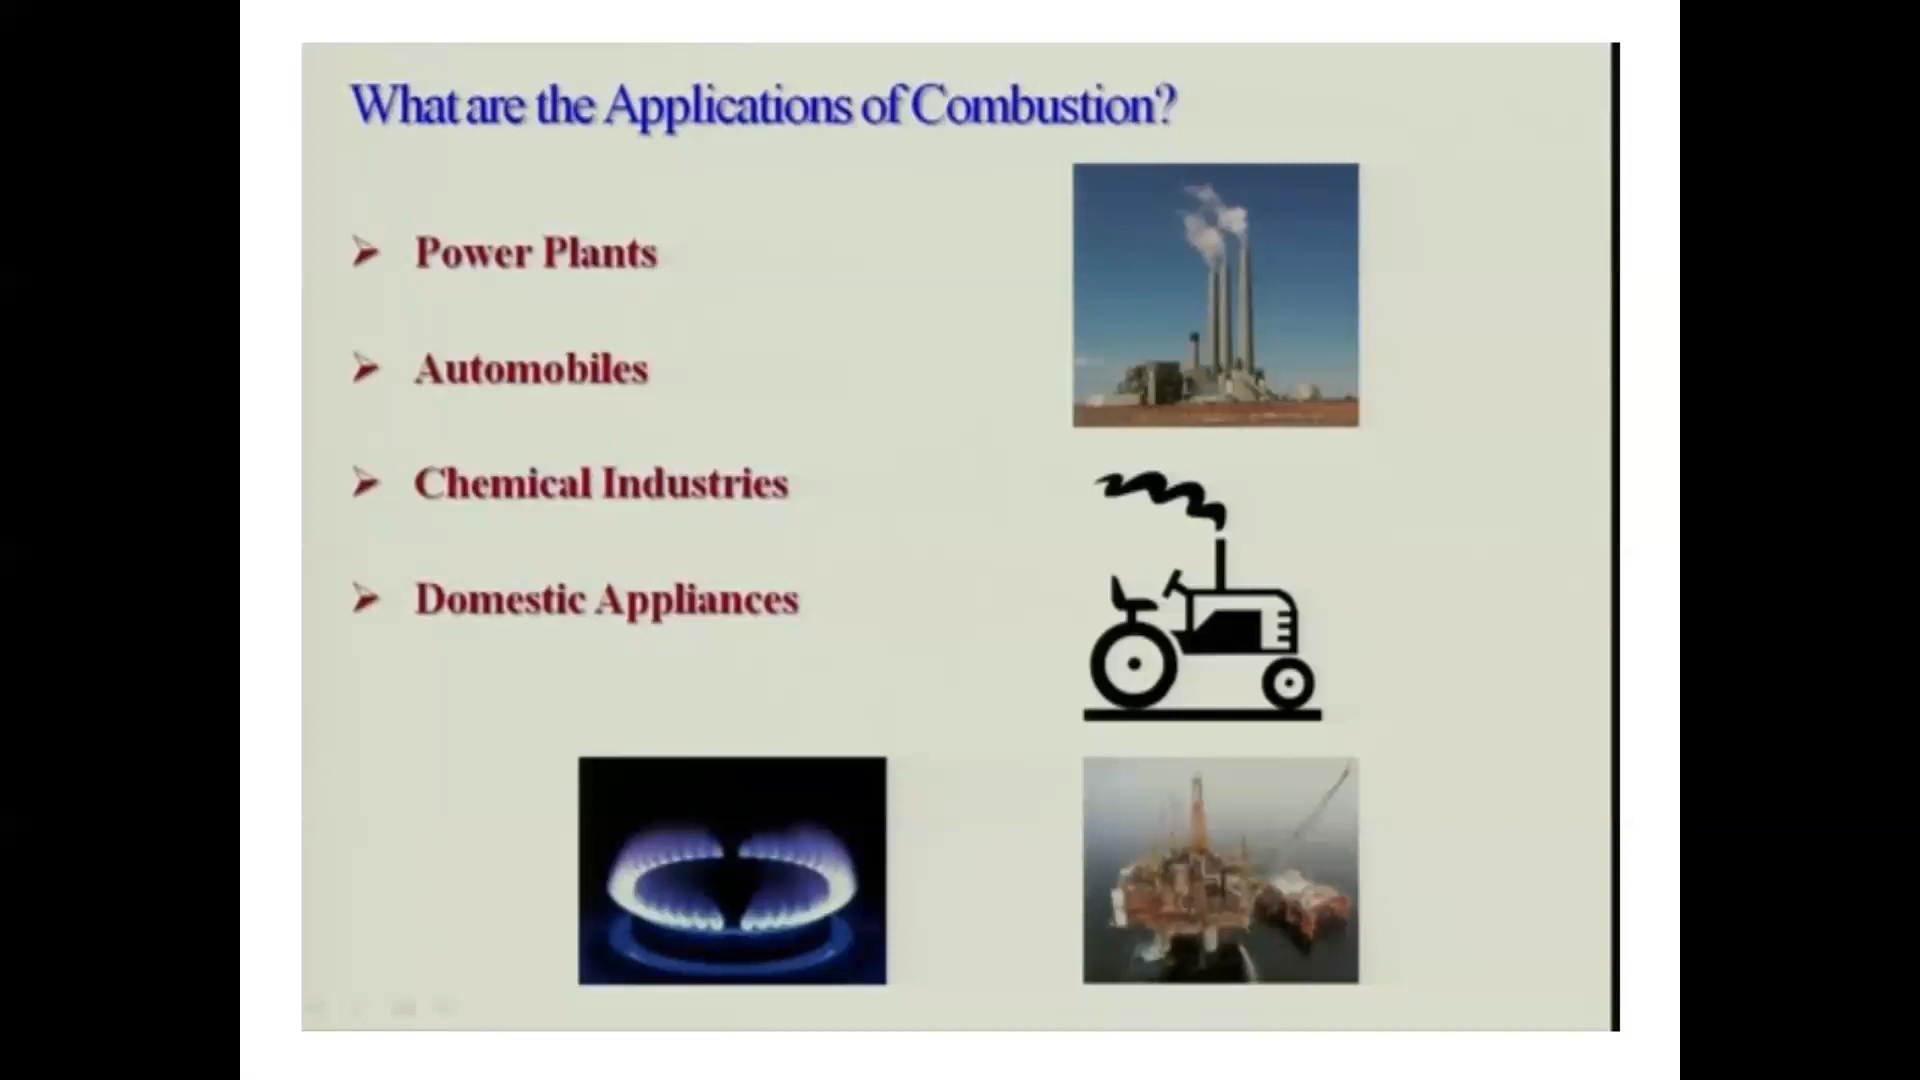 What are the Applications of Combustion?
Power Plants
Automobiles
Chemical Industries
Domestic Appliances